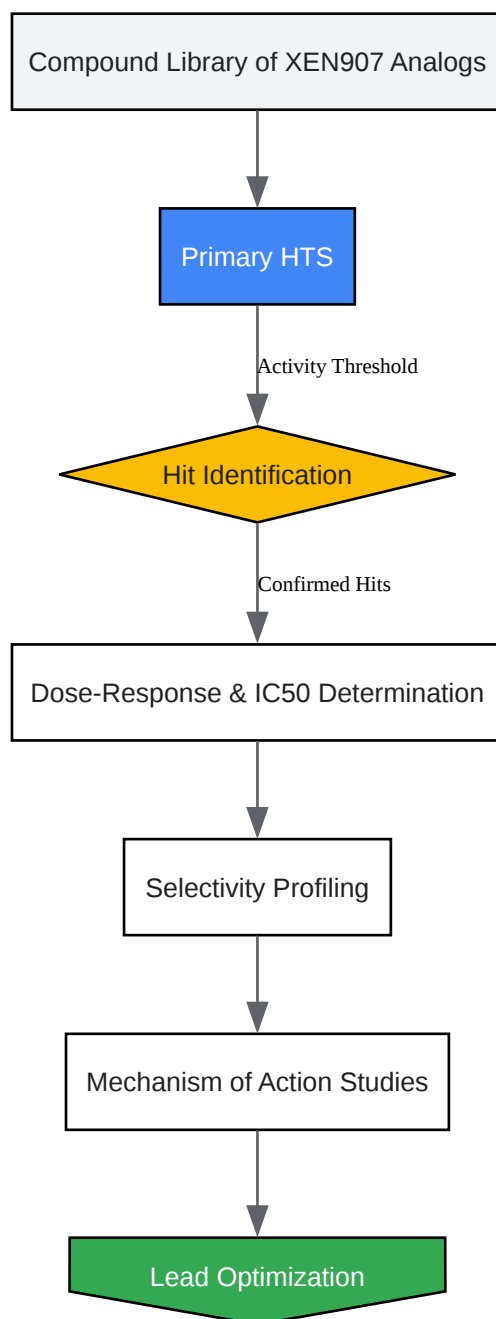 Compound Library of XEN907 Analogs
Primary HTS
Activity Threshold
Hit Identification
Confirmed Hits
Dose-Response & IC50 Determination
Selectivity Profiling
Mechanism of Action Studies
Lead Optimization